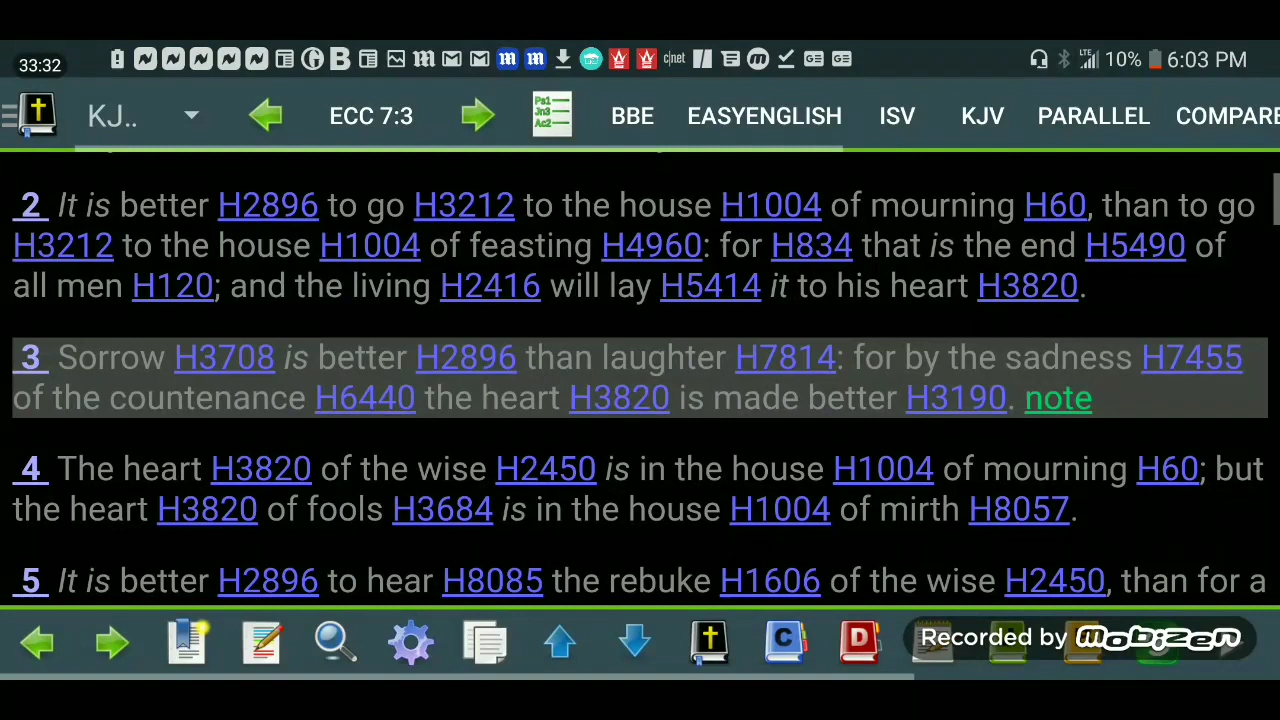 33:32 c|net LTE 10% 6:03 PM
KJ.. ECC 7:3 Ps1 Jn3 Ac2 BBE EASYENGLISH ISV KJV PARALLEL COMPARE
2 It is better H2896 to go H3212 to the house H1004 of mourning H60, than to go
H3212 to the house H1004 of feasting H4960: for H834 that is the end H5490 of
all men H120; and the living H2416 will lay H5414 it to his heart H3820.
3 Sorrow H3708 is better H2896 than laughter H7814: for by the sadness H7455
of the countenance H6440 the heart H3820 is made better H3190. note
4 The heart H3820 of the wise H2450 is in the house H1004 of mourning H60; but
the heart H3820 of fools H3684 is in the house H1004 of mirth H8057.
5 It is better H2896 to hear H8085 the rebuke H1606 of the wise H2450, than for a
C D Recorded by mobizen